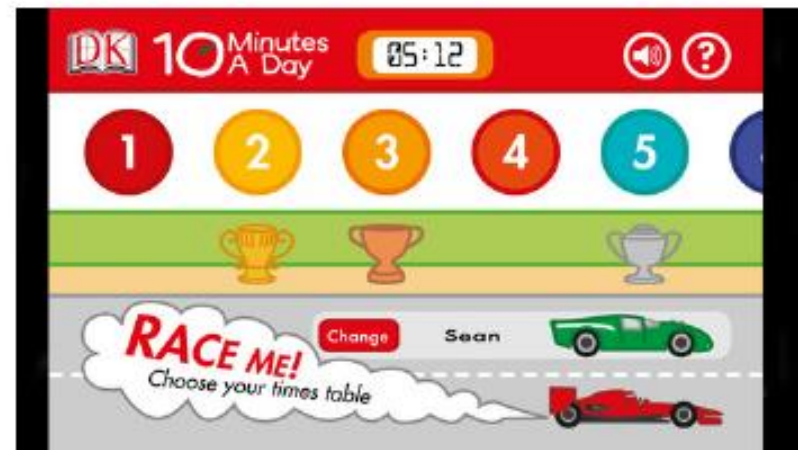 DK 10 Minutes
A Day
05:12
?
1 2 3 4 5
RACE ME!
Choose your times table
Change Sean